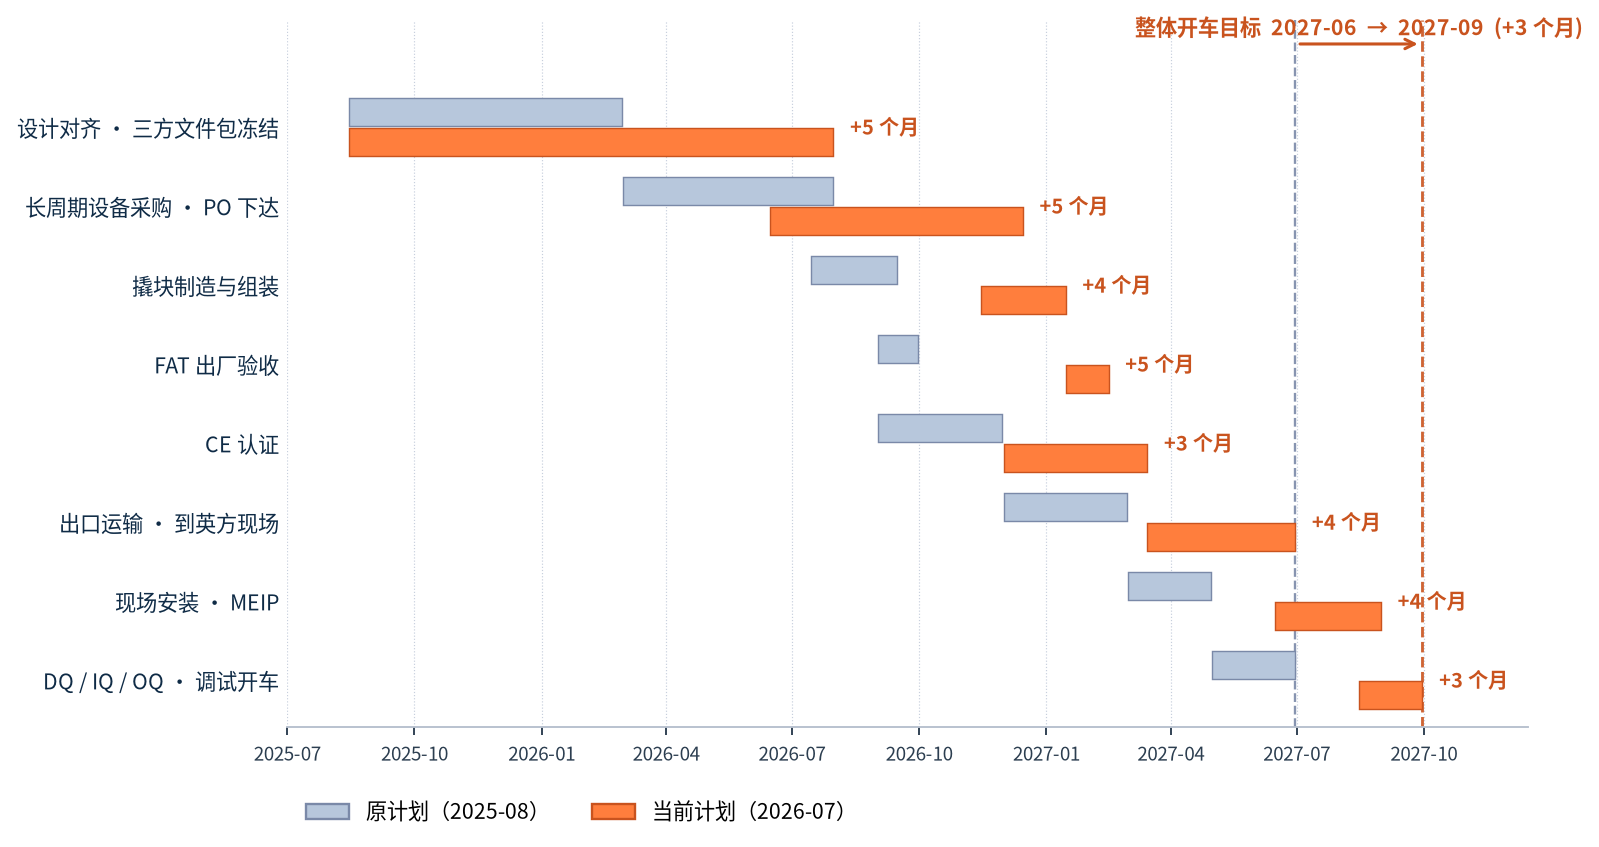 整体开车目标 2027-06 → 2027-09 (+3 个月)
设计对齐 · 三方文件包冻结
+5 个月
长周期设备采购 · PO 下达
+5 个月
撬块制造与组装
+4 个月
FAT 出厂验收
+5 个月
CE 认证
+3 个月
出口运输 · 到英方现场
+4 个月
现场安装 · MEIP
+4 个月
DQ / IQ / OQ · 调试开车
+3 个月
2025-07 2025-10 2026-01 2026-04 2026-07 2026-10 2027-01 2027-04 2027-07 2027-10
原计划（2025-08） 当前计划（2026-07）